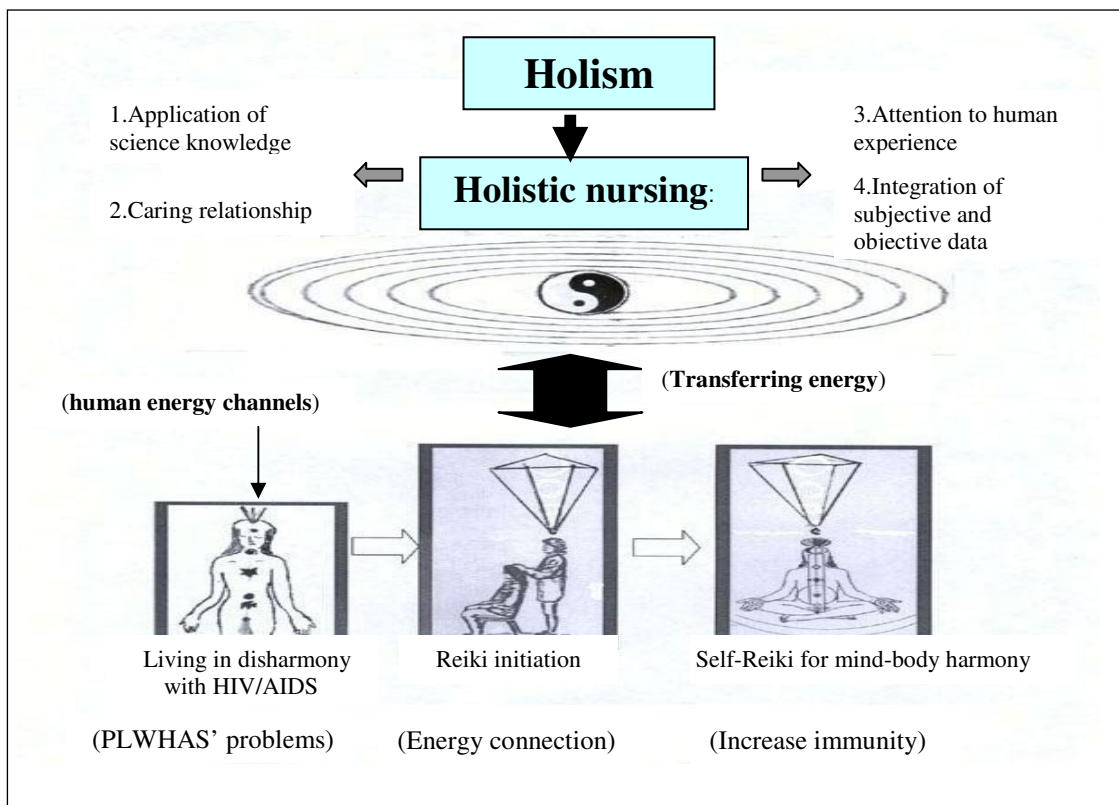 Holism
1.Application of
science knowledge
2.Caring relationship
Holistic nursing:
3.Attention to human
experience
4.Integration of
subjective and
objective data
(Transferring energy)
(human energy channels)
Living in disharmony
with HIV/AIDS
Reiki initiation
Self-Reiki for mind-body harmony
(PLWHAS’ problems)
(Energy connection)
(Increase immunity)